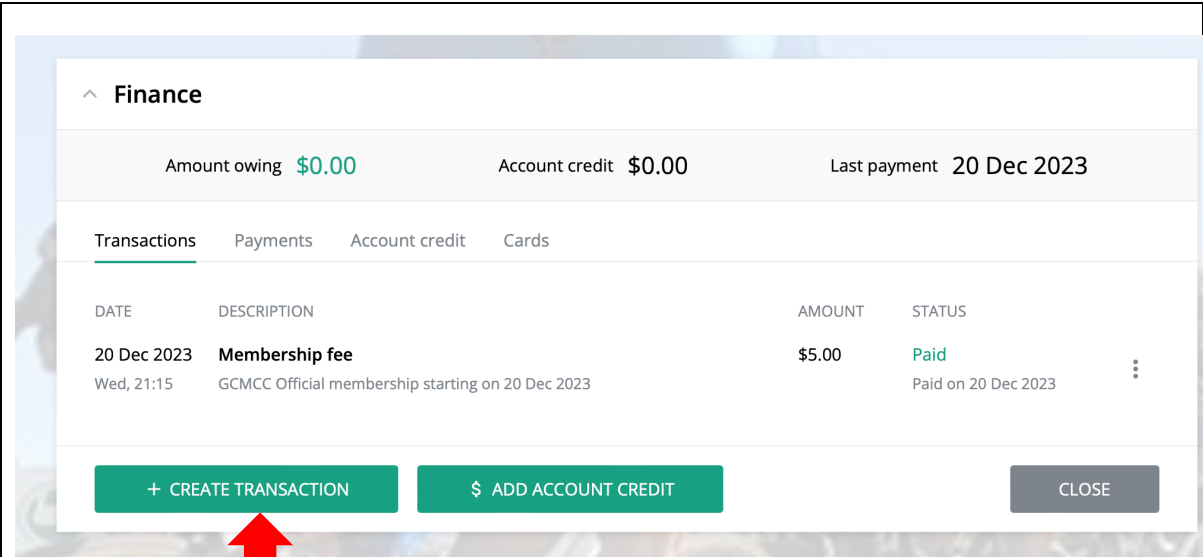 Finance
Amount owing $0.00 Account credit $0.00 Last payment 20 Dec 2023
Transactions Payments Account credit Cards
DATE DESCRIPTION AMOUNT STATUS
20 Dec 2023 Membership fee $5.00 Paid
Wed, 21:15 GCMCC Official membership starting on 20 Dec 2023 Paid on 20 Dec 2023
+ CREATE TRANSACTION $ ADD ACCOUNT CREDIT CLOSE